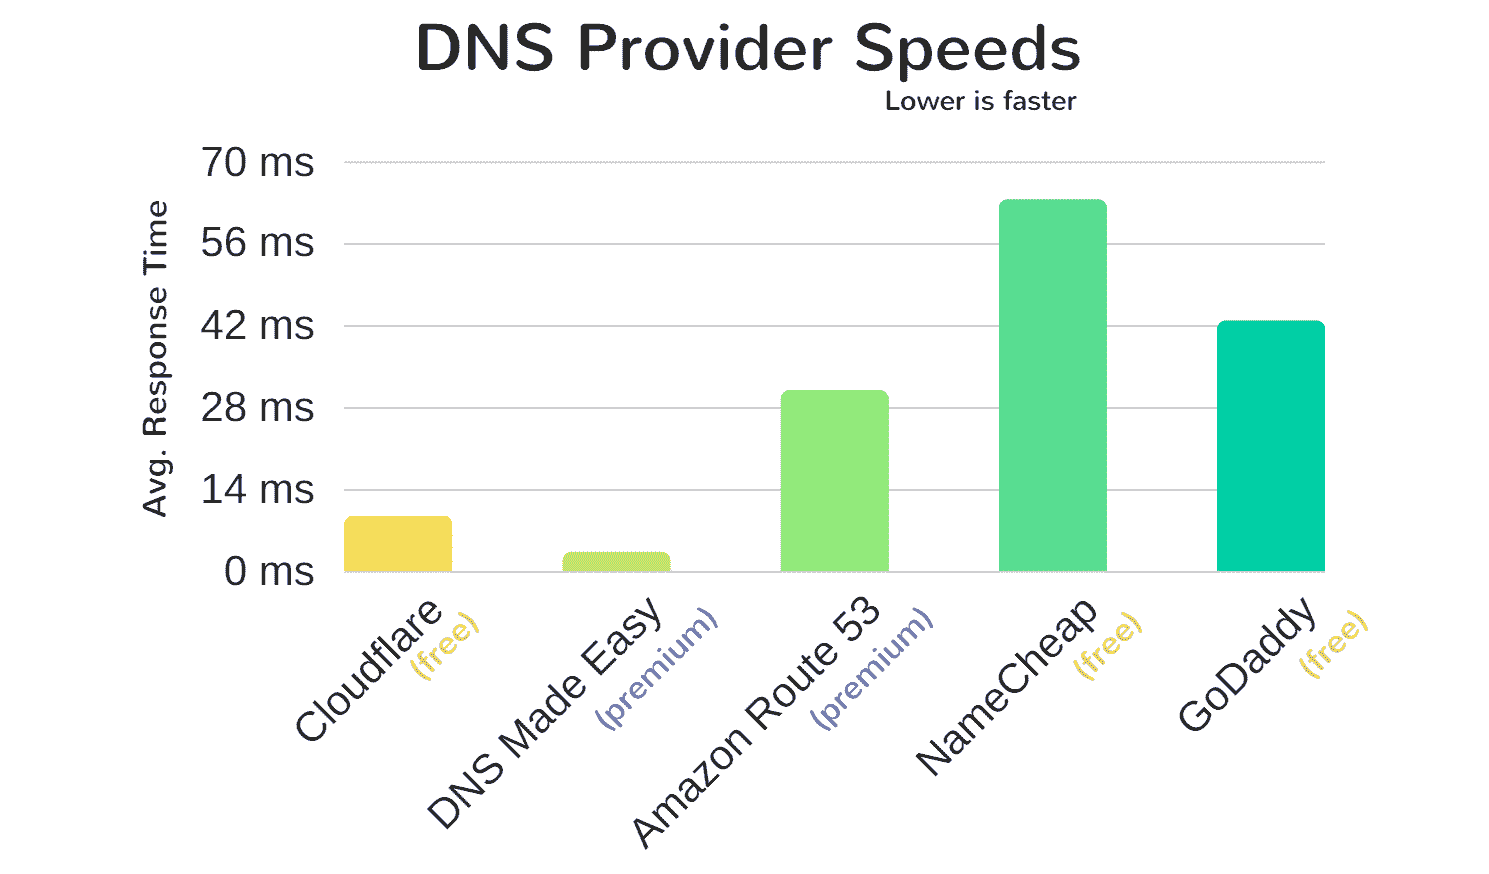 DNS Provider Speeds
Lower is faster
Avg. Response Time
70 ms
56 ms
42 ms
28 ms
14 ms
0 ms
Cloudflare
(free)
DNS Made Easy
(premium)
Amazon Route 53
(premium)
NameCheap
(free)
GoDaddy
(free)